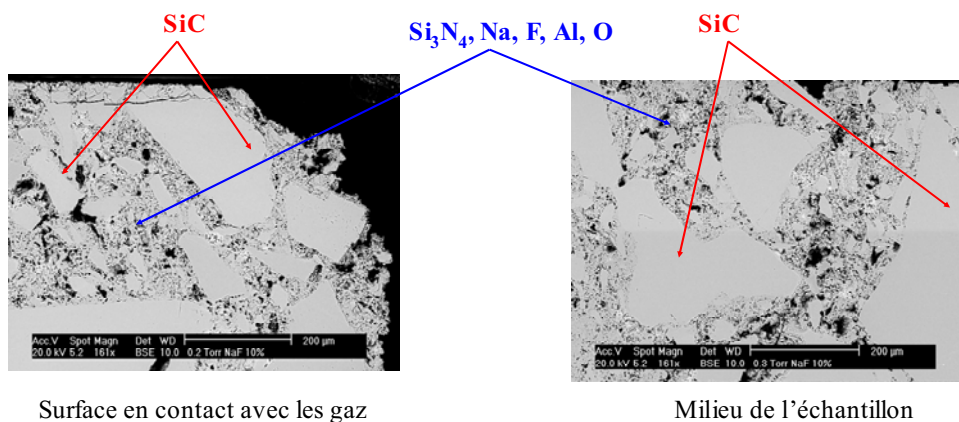 SiC
Si₃N₄, Na, F, Al, O
SiC
Acc.V Spot Magn Det WD 200 µm
20.0 kV 5.2 161x BSE 10.0 0.2 Torr NaF 10%
Acc.V Spot Magn Det WD 200 µm
20.0 kV 5.2 161x BSE 10.0 0.3 Torr NaF 10%
Surface en contact avec les gaz
Milieu de l’échantillon